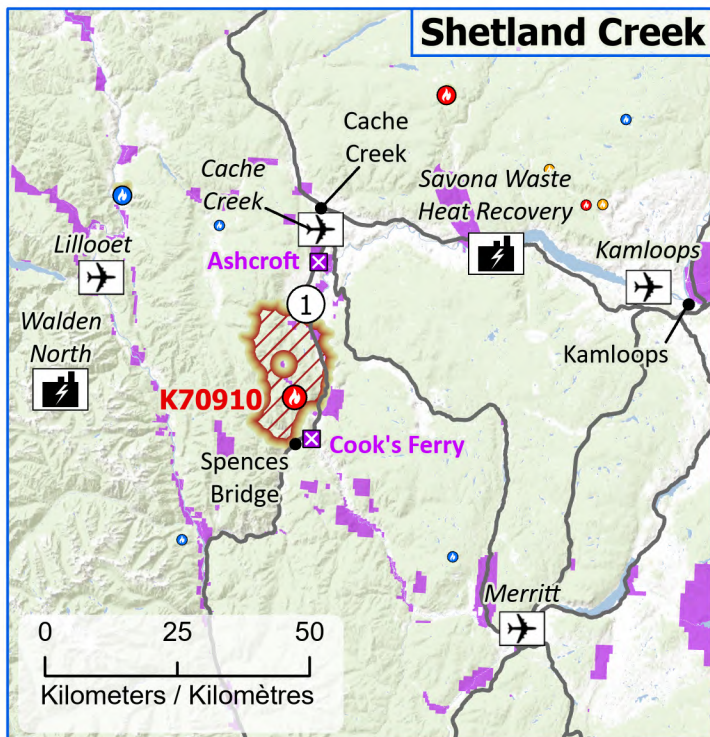 Shetland Creek
Cache
Creek
Cache
Creek
Savona Waste
Heat Recovery
Lillooet
Ashcroft
Kamloops
1
Walden
North
Kamloops
K70910
Cook's Ferry
Spences
Bridge
Merritt
0 25 50
Kilometers / Kilomètres